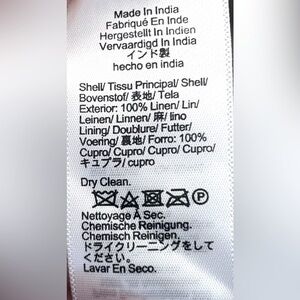 Made In India
Fabriqué En Inde
Hergestellt In Indien
Vervaardigd In India
インド製
hecho en india
Shell/ Tissu Principal/ Shell/
Bovenstof/ 表地/ Tela
Exterior: 100% Linen/ Lin/
Leinen/ Linnen/ 麻/ lino
Lining/ Doublure/ Futter/
Voering/ 裏地/ Forro: 100%
Cupro/ Cupro/ Cupro/ Cupro/
キュプラ/ cupro
Dry Clean.
P
Nettoyage A Sec.
Chemische Reinigung.
Chemisch Reinigen.
ドライクリーニングをして
ください。
Lavar En Seco.